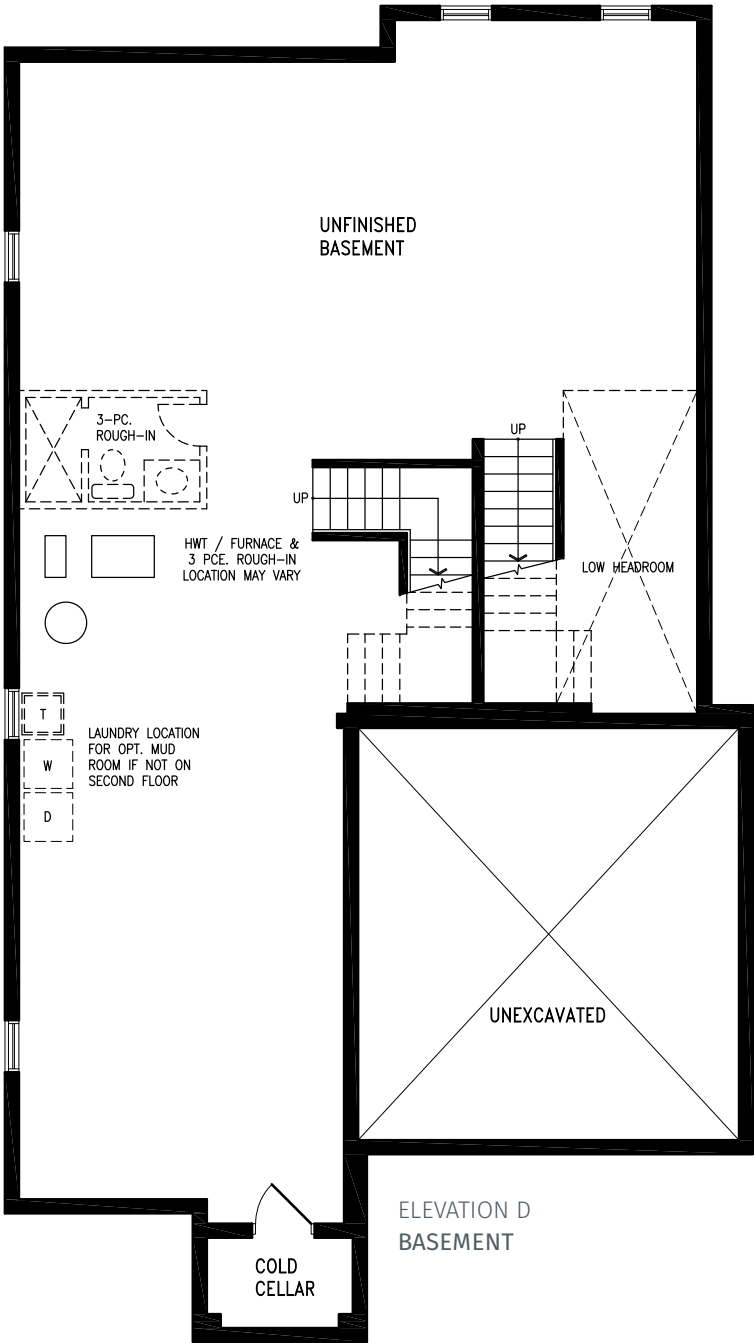 UNFINISHED
BASEMENT
3-PC.
ROUGH-IN
UP
UP
HWT / FURNACE &
3 PCE. ROUGH-IN
LOCATION MAY VARY
LOW HEADROOM
T
W
D
LAUNDRY LOCATION
FOR OPT. MUD
ROOM IF NOT ON
SECOND FLOOR
UNEXCAVATED
COLD
CELLAR
ELEVATION D
BASEMENT